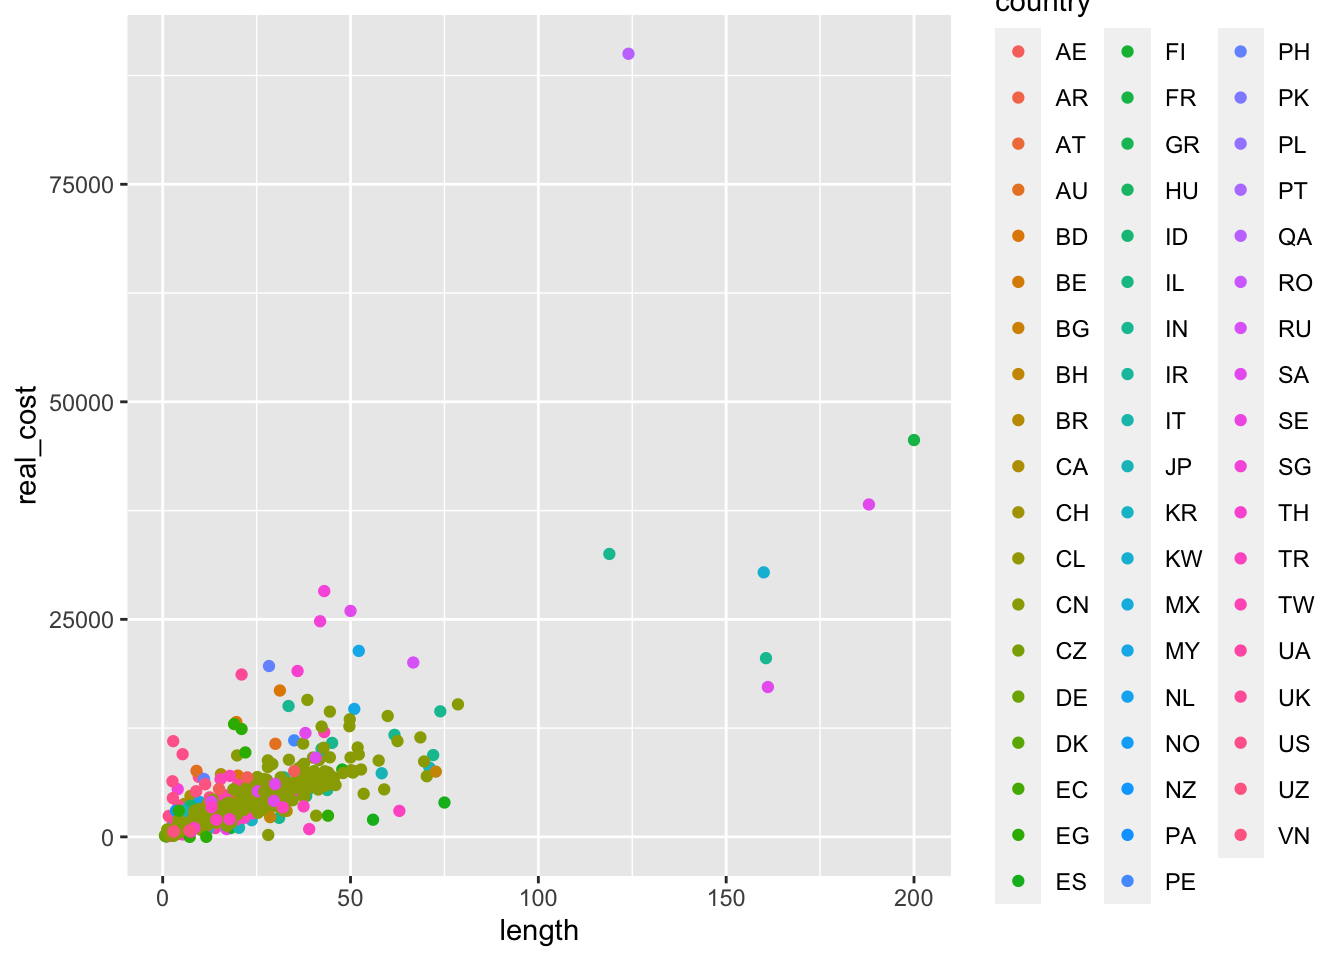 country
AE
AR
AT
AU
BD
BE
BG
BH
BR
CA
CH
CL
CN
CZ
DE
DK
EC
EG
ES
FI
FR
GR
HU
ID
IL
IN
IR
IT
JP
KR
KW
MX
MY
NL
NO
NZ
PA
PE
PH
PK
PL
PT
QA
RO
RU
SA
SE
SG
TH
TR
TW
UA
UK
US
UZ
VN
real_cost
75000
50000
25000
0
0
50
100
150
200
length